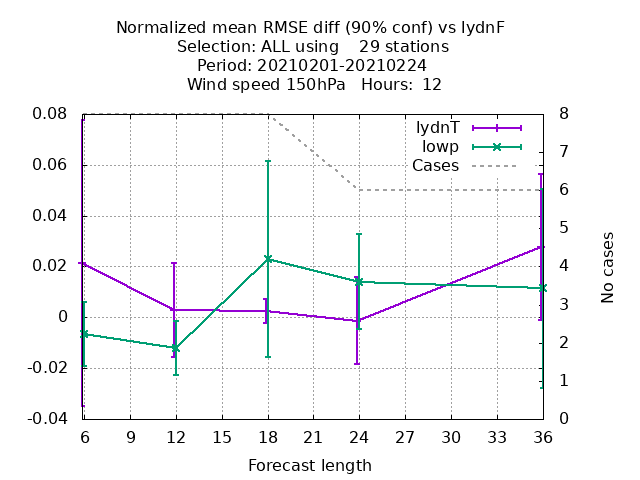 Normalized mean RMSE diff (90% conf) vs IydnF
Selection: ALL using    29 stations
Period: 20210201-20210224
Wind speed 150hPa   Hours:  12
0.08
0.06
0.04
0.02
0
-0.02
-0.04
8
7
6
5
4
3
2
1
0
IydnT
Iowp
Cases
No cases
6 9 12 15 18 21 24 27 30 33 36
Forecast length